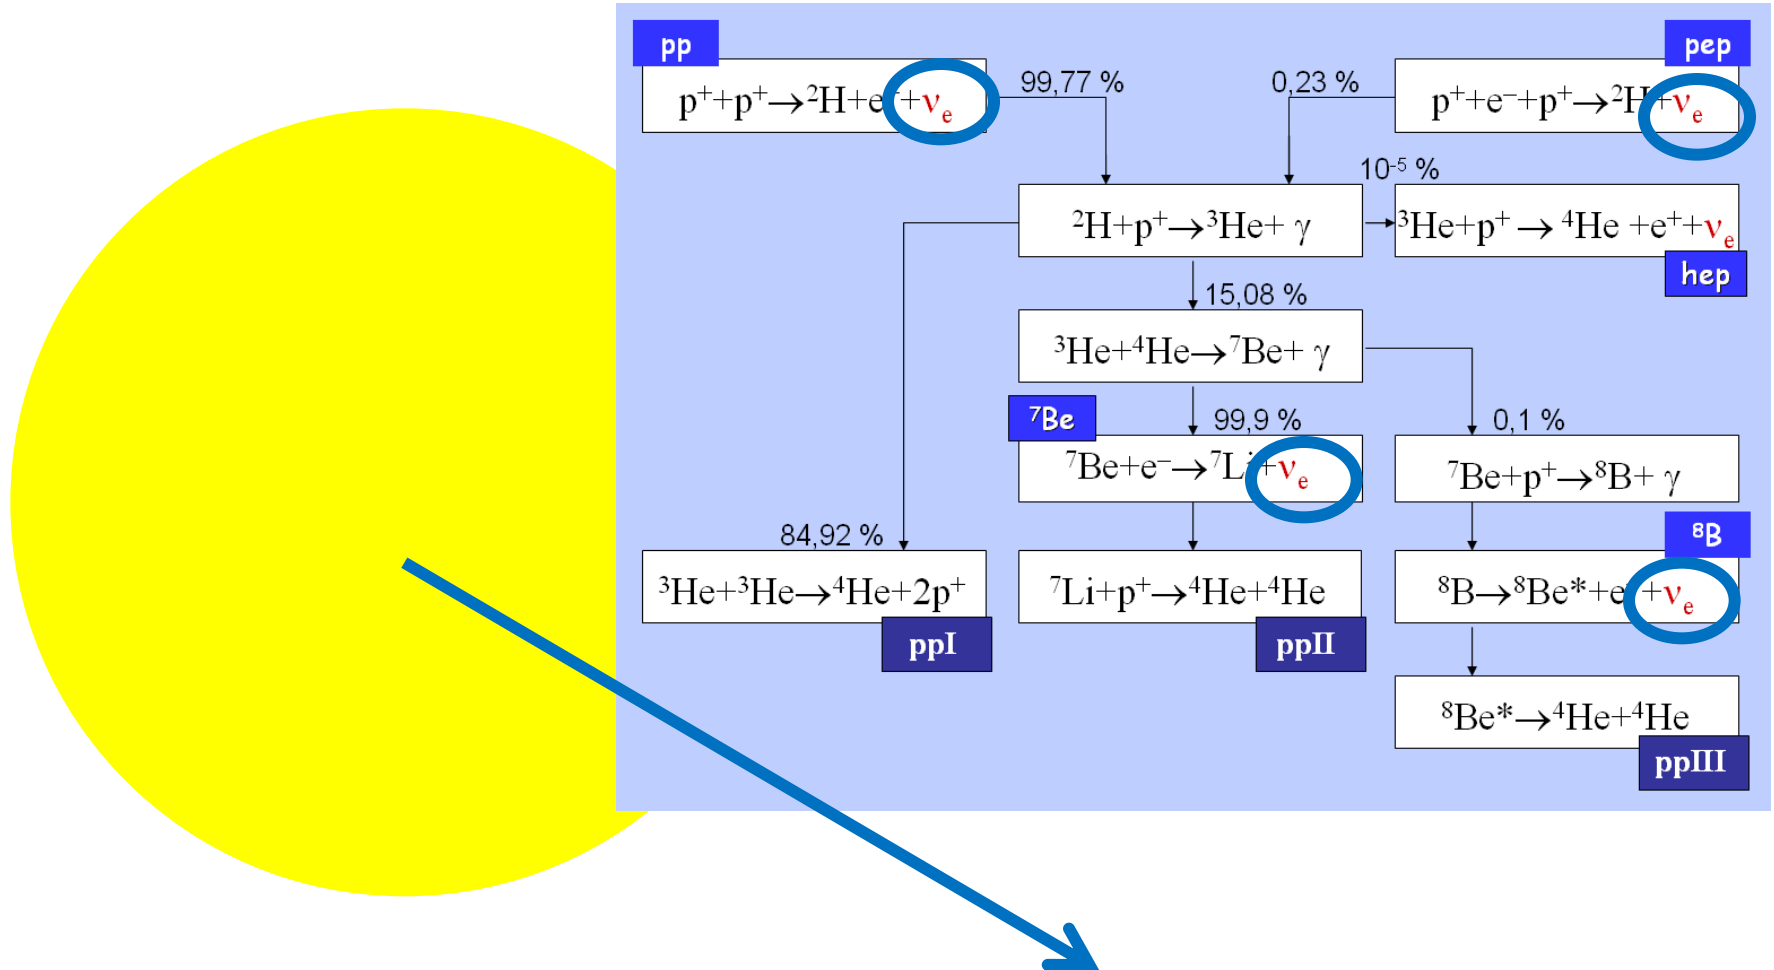 pp
pep
p⁺+p⁺→²H+e⁺+νₑ
99,77 %
0,23 %
p⁺+e⁻+p⁺→²H+νₑ
10⁻⁵ %
²H+p⁺→³He+ γ
³He+p⁺→ ⁴He +e⁺+νₑ
hep
15,08 %
³He+⁴He→⁷Be+ γ
⁷Be
99,9 %
0,1 %
⁷Be+e⁻→⁷Li+νₑ
⁷Be+p⁺→⁸B+ γ
84,92 %
⁸B
³He+³He→⁴He+2p⁺
⁷Li+p⁺→⁴He+⁴He
⁸B→⁸Be*+e⁺+νₑ
ppI
ppII
⁸Be*→⁴He+⁴He
ppIII